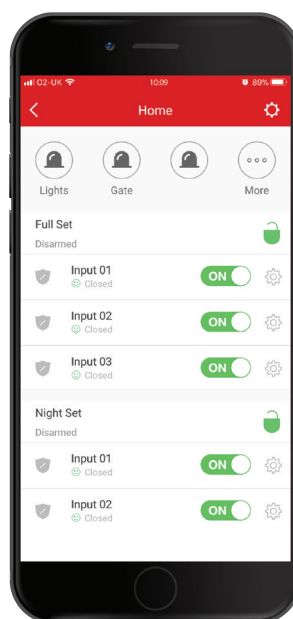 O2-UK 10:09 89%
Home
Lights Gate More
Full Set
Disarmed
Input 01 ON
Closed
Input 02 ON
Closed
Input 03 ON
Closed
Night Set
Disarmed
Input 01 ON
Closed
Input 02 ON
Closed